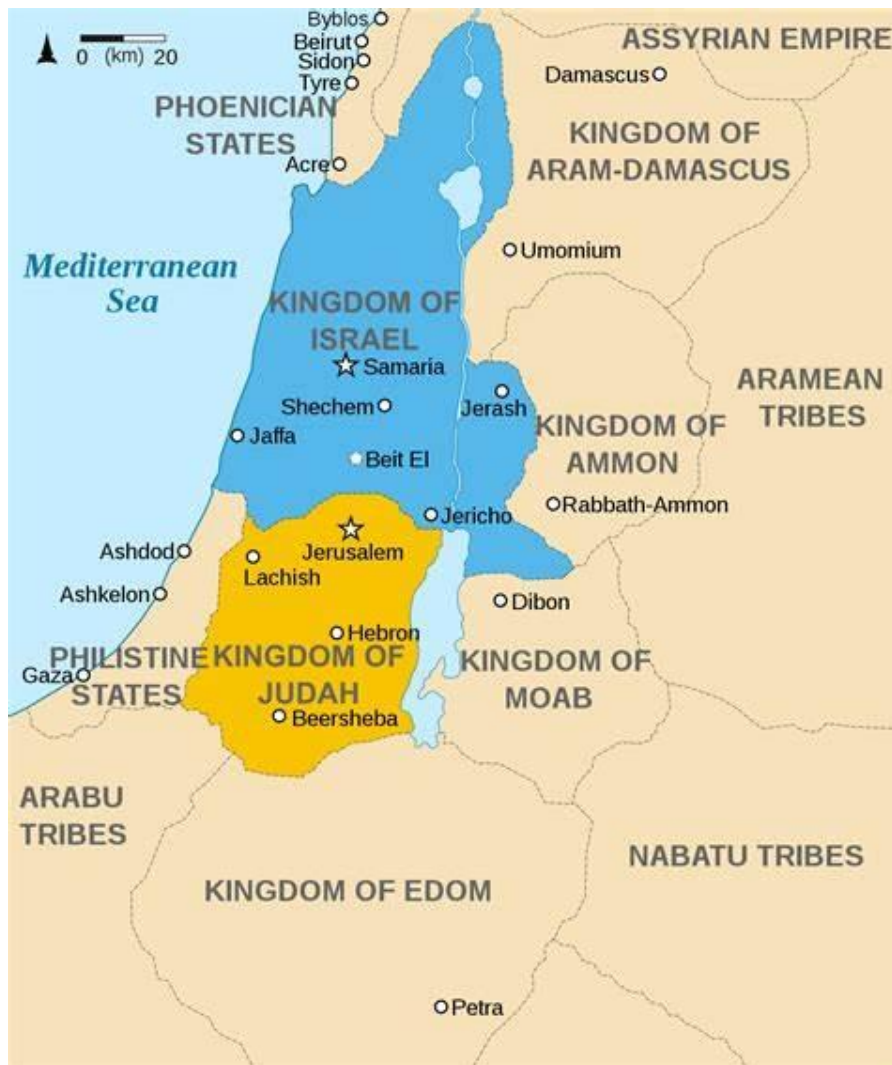 Byblos
Beirut
Sidon
Tyre
0 (km) 20
ASSYRIAN EMPIRE
Damascus
PHOENICIAN
STATES
KINGDOM OF
ARAM-DAMASCUS
Acre
Umomium
Mediterranean
Sea
KINGDOM OF
ISRAEL
Samaria
Shechem
Jerash
ARAMEAN
TRIBES
Jaffa
KINGDOM OF
AMMON
Beit El
Rabbath-Ammon
Jericho
Jerusalem
Ashdod
Lachish
Ashkelon
Dibon
Hebron
PHILISTINE
STATES
Gaza
KINGDOM OF
JUDAH
KINGDOM OF
MOAB
Beersheba
ARABU
TRIBES
NABATU TRIBES
KINGDOM OF EDOM
Petra